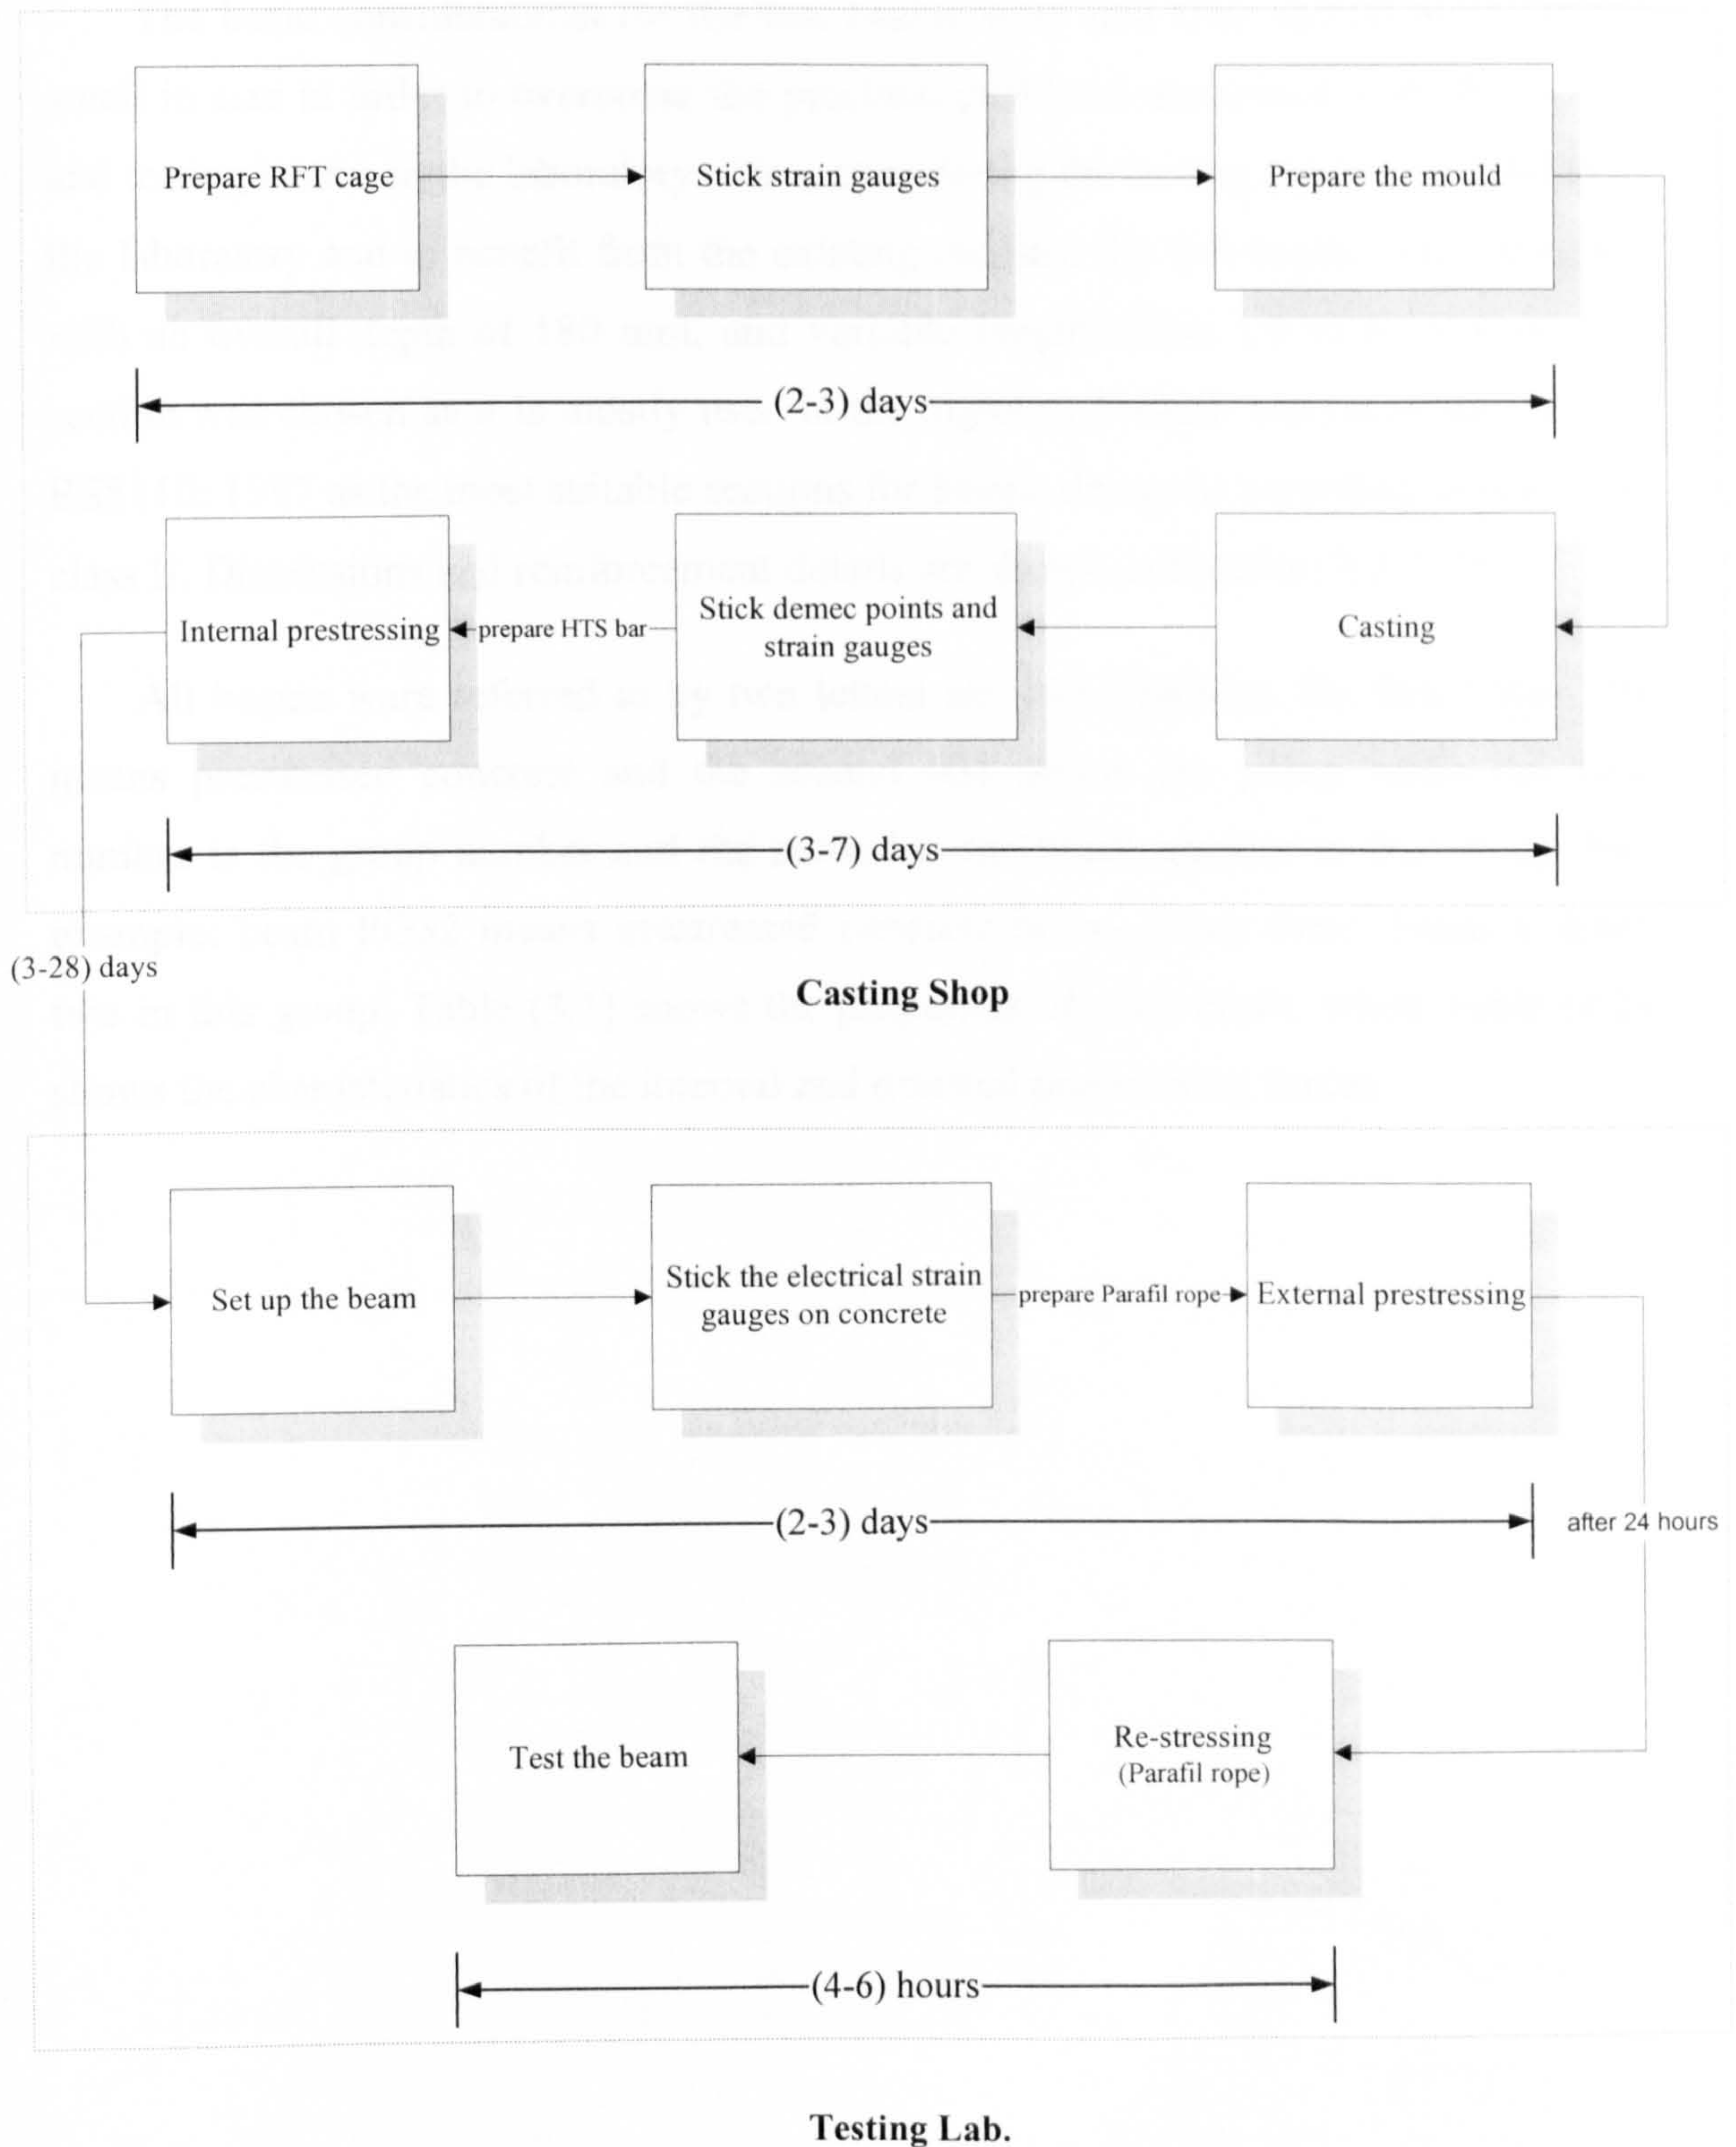 Prepare RFT cage
Stick strain gauges
Prepare the mould
(2-3) days
Casting
Stick demec points and
strain gauges
prepare HTS bar
Internal prestressing
(3-7) days
(3-28) days
Casting Shop
Set up the beam
Stick the electrical strain
gauges on concrete
prepare Parafil rope
External prestressing
(2-3) days
after 24 hours
Re-stressing
(Parafil rope)
Test the beam
(4-6) hours
Testing Lab.